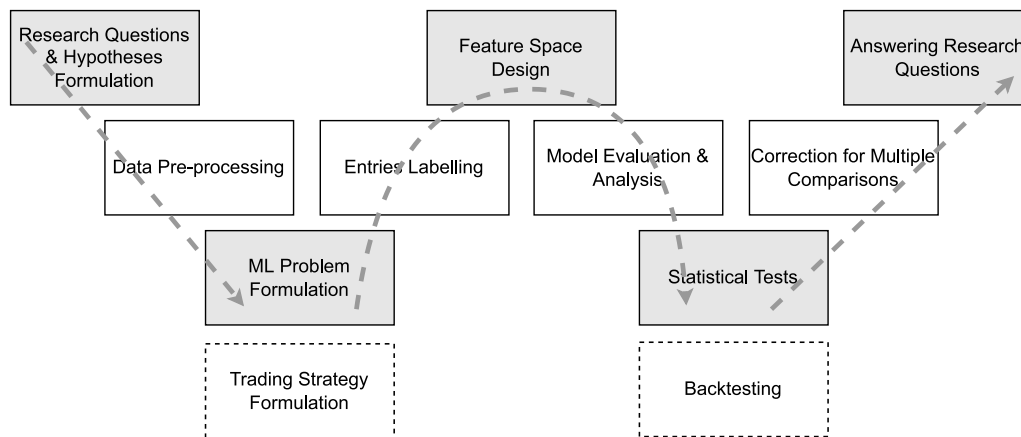 Research Questions
& Hypotheses
Formulation
Feature Space
Design
Answering Research
Questions
Data Pre-processing
Entries Labelling
Model Evaluation &
Analysis
Correction for Multiple
Comparisons
ML Problem
Formulation
Statistical Tests
Trading Strategy
Formulation
Backtesting